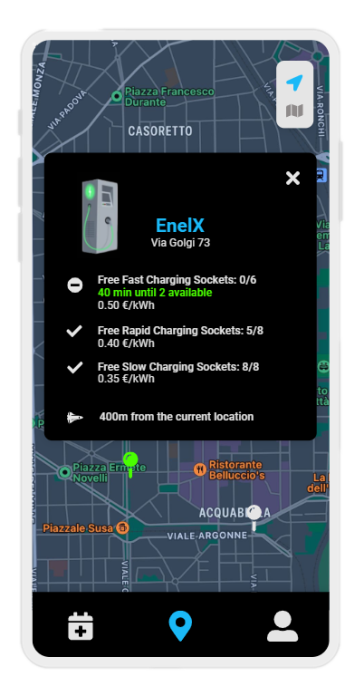 VIALE MONZA
VIA PADOVA
Piazza Francesco
Durante
CASORETTO
VIA RONCHI
EnelX
Via Golgi 73
Free Fast Charging Sockets: 0/6
40 min until 2 available
0.50 €/kWh
Free Rapid Charging Sockets: 5/8
0.40 €/kWh
Free Slow Charging Sockets: 8/8
0.35 €/kWh
400m from the current location
Ristorante
Belluccio's
Novelli
La
dell'
Piazzale Susa
VIALE ARGONNE